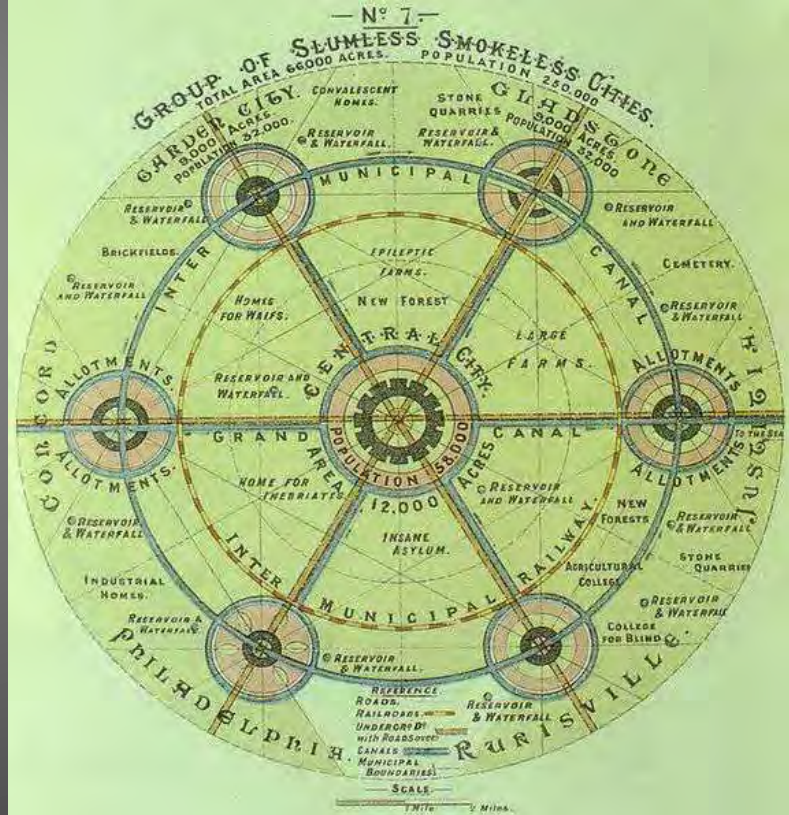 Nº 7.
GROUP OF SLUMLESS SMOKELESS CITIES.
TOTAL AREA 66,000 ACRES. POPULATION 250,000
GARDEN CITY.
9,000 ACRES
POPULATION 32,000.
CONVALESCENT
HOMES.
STONE
QUARRIES
GLADSTONE
9,000 ACRES.
POPULATION 32,000
RESERVOIR
& WATERFALL.
RESERVOIR &
WATERFALL.
INTER MUNICIPAL CANAL
RESERVOIR
& WATERFALL
RESERVOIR
AND WATERFALL
BRICKFIELDS.
CEMETERY.
RESERVOIR
AND WATERFALL
RESERVOIR
& WATERFALL
EPILEPTIC
FARMS.
NEW FOREST
HOMES
FOR WAIFS.
LARGE
FARMS.
CENTRAL CITY.
RESERVOIR AND
WATERFALL.
CONCORD
ALLOTMENTS
ALLOTMENTS.
ALLOTMENTS
ALLOTMENTS
JUSTITIA
TO THE SEA
GRAND CANAL
POPULATION 58,000
AREA 12,000 ACRES
HOME FOR
INEBRIATES.
RESERVOIR
AND WATERFALL
INSANE
ASYLUM.
NEW
FORESTS
RESERVOIR
& WATERFALL
RESERVOIR
& WATERFALL
STONE
QUARRIES
INTER MUNICIPAL RAILWAY.
AGRICULTURAL
COLLEGE
INDUSTRIAL
HOMES.
RESERVOIR &
WATERFALL
RESERVOIR
& WATERFALL
COLLEGE
FOR BLIND
RESERVOIR
& WATERFALL.
PHILADELPHIA.
RURISVILLE.
RESERVOIR
& WATERFALL
REFERENCE
ROADS.
RAILROADS.
UNDERGRD
with ROADS over
CANALS
MUNICIPAL
BOUNDARIES
SCALE.
1 Mile 2 Miles.